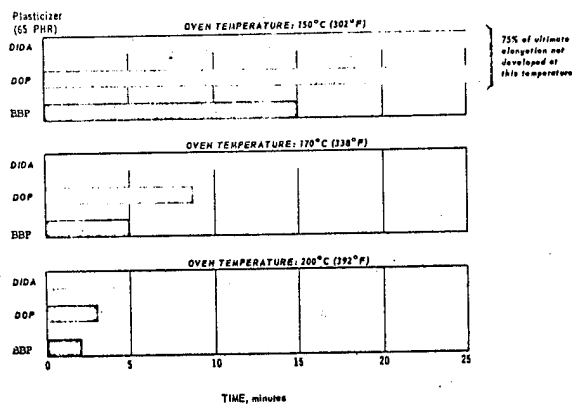 Plasticizer
(65 PHR)
OVEN TEMPERATURE: 150°C (302°F)
DIDA
DOP
BBP
75% of ultimate
elongation not
developed at
this temperature
OVEN TEMPERATURE: 170°C (338°F)
DIDA
DOP
BBP
OVEN TEMPERATURE: 200°C (392°F)
DIDA
DOP
BBP
0 5 10 15 20 25
TIME, minutes